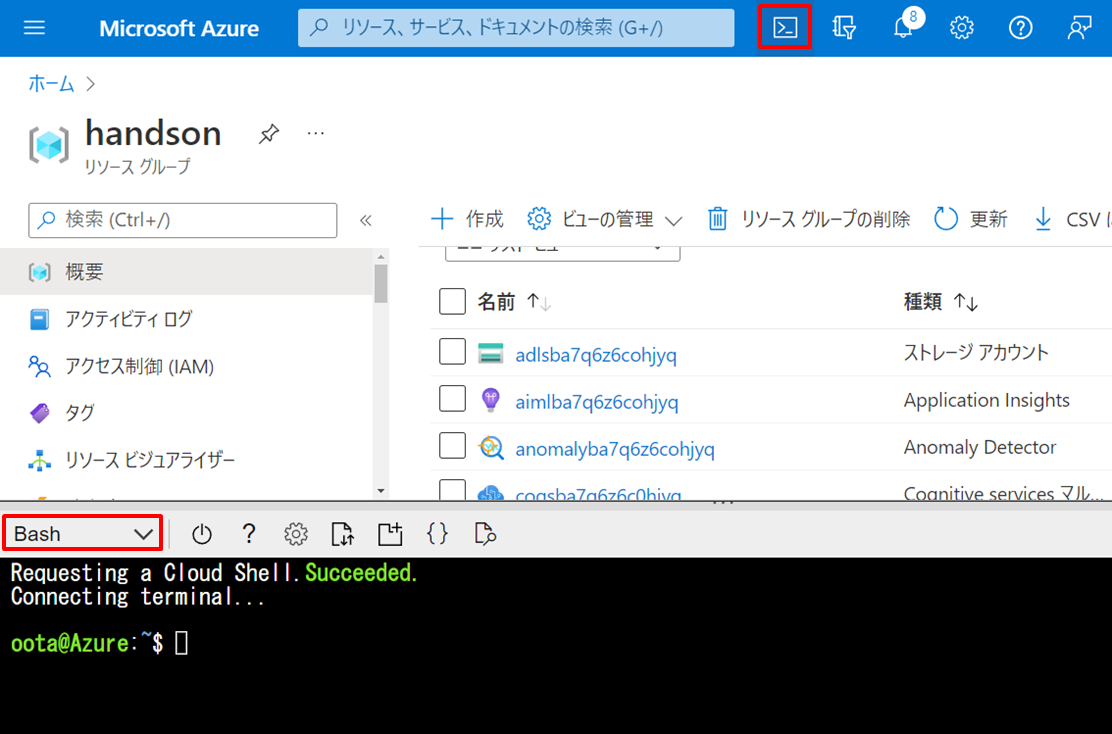 Microsoft Azure
リソース、サービス、ドキュメントの検索 (G+/)
8
ホーム
handson
リソース グループ
検索 (Ctrl+/)
作成
ビューの管理
リソース グループの削除
更新
CSV
概要
アクティビティ ログ
アクセス制御 (IAM)
タグ
リソース ビジュアライザー
名前
種類
adlsba7q6z6cohjyq
ストレージ アカウント
aimlba7q6z6cohjyq
Application Insights
anomalyba7q6z6cohjyq
Anomaly Detector
cogsba7q6z6c0hjyq
Cognitive services マル...
Bash
Requesting a Cloud Shell.Succeeded.
Connecting terminal...
oota@Azure:~$